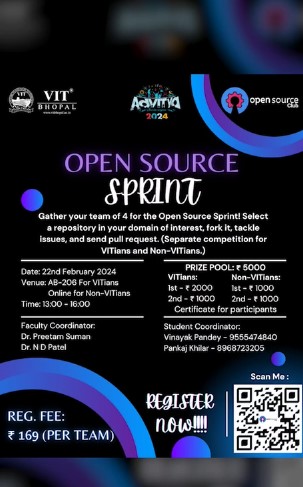 VIT
BHOPAL
www.vitbhopal.ac.in
AdVITya
2024
open source
Club
OPEN SOURCE
SPRINT
Gather your team of 4 for the Open Source Sprint! Select
a repository in your domain of interest, fork it, tackle
issues, and send pull request. (Separate competition for
VITians and Non-VITians.)
Date: 22nd February 2024
Venue: AB-206 For VITians
Online for Non-VITians
Time: 13:00 - 16:00
PRIZE POOL: ₹ 5000
VITians: Non-VITians:
1st - ₹ 2000 1st - ₹ 1000
2nd - ₹ 1000 2nd - ₹ 1000
Certificate for participants
Faculty Coordinator:
Dr. Preetam Suman
Dr. N D Patel
Student Coordinator:
Vinayak Pandey - 9555474840
Pankaj Khilar - 8968723205
Scan Me :
REG. FEE:
₹ 169 (PER TEAM)
REGISTER
NOW!!!!